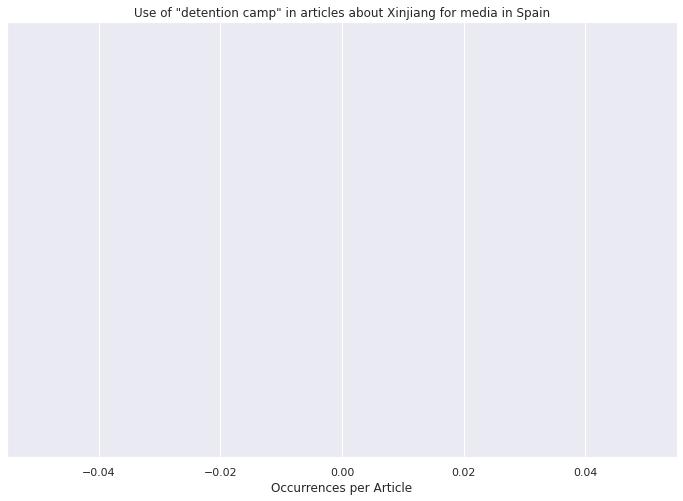 Use of "detention camp" in articles about Xinjiang for media in Spain
−0.04 −0.02 0.00 0.02 0.04
Occurrences per Article